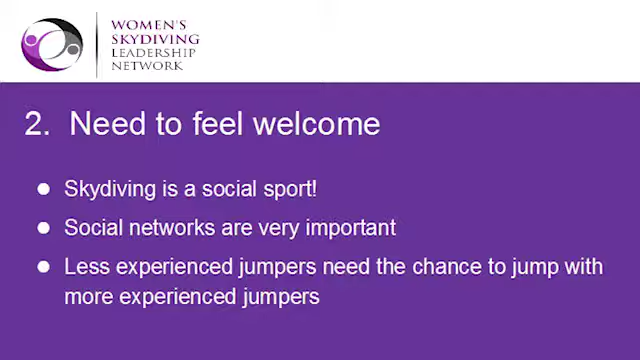 WOMEN'S
SKYDIVING
LEADERSHIP
NETWORK
2. Need to feel welcome
● Skydiving is a social sport!
● Social networks are very important
● Less experienced jumpers need the chance to jump with
more experienced jumpers